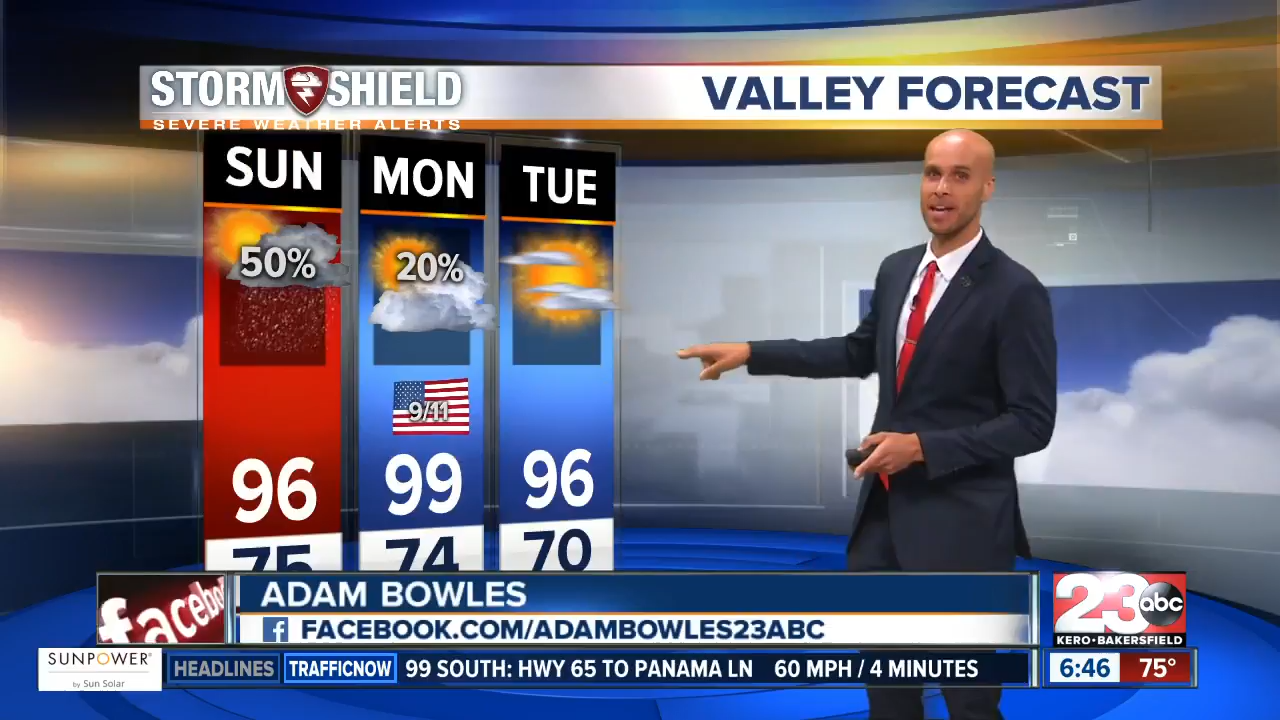 STORM SHIELD
SEVERE WEATHER ALERTS
VALLEY FORECAST
SUN MON TUE
50% 20%
9/11
96 99 96
75 74 70
facebo
ADAM BOWLES
f FACEBOOK.COM/ADAMBOWLES23ABC
23 abc
KERO•BAKERSFIELD
SUNPOWER®
by Sun Solar
HEADLINES TRAFFICNOW 99 SOUTH: HWY 65 TO PANAMA LN 60 MPH / 4 MINUTES
6:46 75°